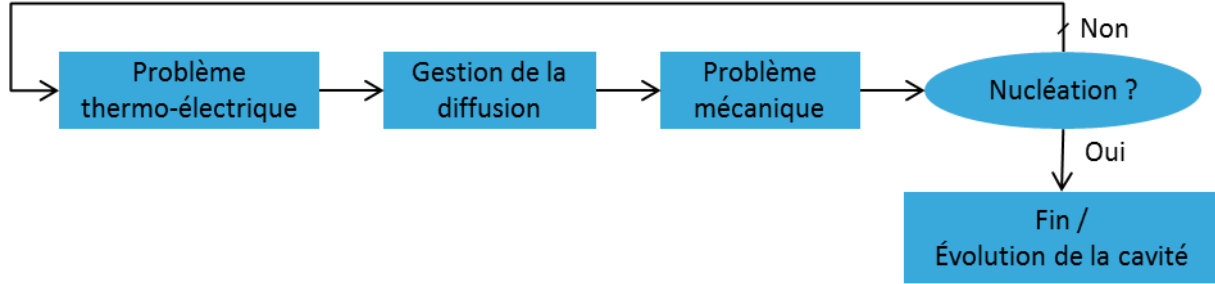 Non
Problème
thermo-électrique
Gestion de la
diffusion
Problème
mécanique
Nucléation ?
Oui
Fin /
Évolution de la cavité